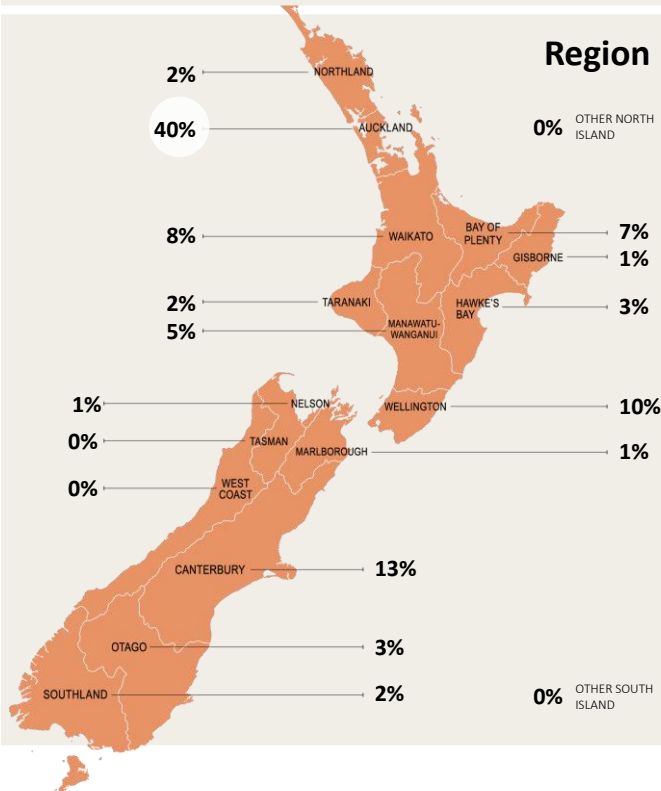 Region
2%
NORTHLAND
40%
AUCKLAND
0%
OTHER NORTH
ISLAND
8%
WAIKATO
BAY OF
PLENTY
7%
GISBORNE
1%
2%
TARANAKI
HAWKE'S
BAY
3%
5%
MANAWATU-
WANGANUI
1%
NELSON
WELLINGTON
10%
0%
TASMAN
MARLBOROUGH
1%
0%
WEST
COAST
CANTERBURY
13%
OTAGO
3%
SOUTHLAND
2%
0%
OTHER SOUTH
ISLAND